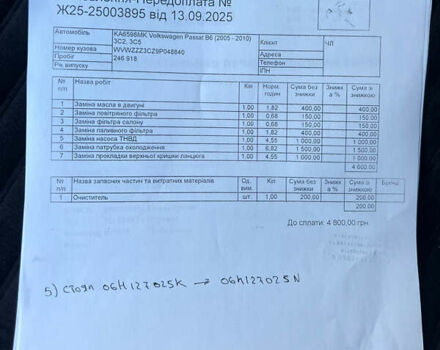 -Передоплата №
Ж25-25003895 від 13.09.2025
Автомобіль KA6598MK Volkswagen Passat B6 (2005 - 2010) 3C2, 3C5
Номер кузова WVWZZZ3CZ9P048840
Пробіг 246 918
Рік випуску
Клієнт ЧЛ
Адреса
Телефон
ІПН
№ п/п Назва робіт Кіл Норм. годин Сума без знижки Знижка % Сума зі знижкою
1 Заміна масла в двигуні 1,00 1,82 400,00 400,00
2 Заміна повітряного фільтра 1,00 0,68 150,00 150,00
3 Заміна фільтру салону 1,00 0,68 150,00 150,00
4 Заміна паливного фільтра 1,00 1,82 400,00 400,00
5 Заміна насоса ТНВД 1,00 4,55 1 000,00 1 000,00
6 Заміна патрубка охолодження 1,00 6,82 1 500,00 1 500,00
7 Заміна прокладки верхньої кришки ланцюга 1,00 4,55 1 000,00 1 000,00
4 600,00
№ п/п Назва запасних частин та витратних матеріалів Од. вим. Кіл Сума без знижки Знижка % Сума зі знижкою
1 Очиститель шт. 1,00 200,00 200,00
200,00
До сплати: 4 800,00 грн.
5) стояп 06H127025K → 06H127025N